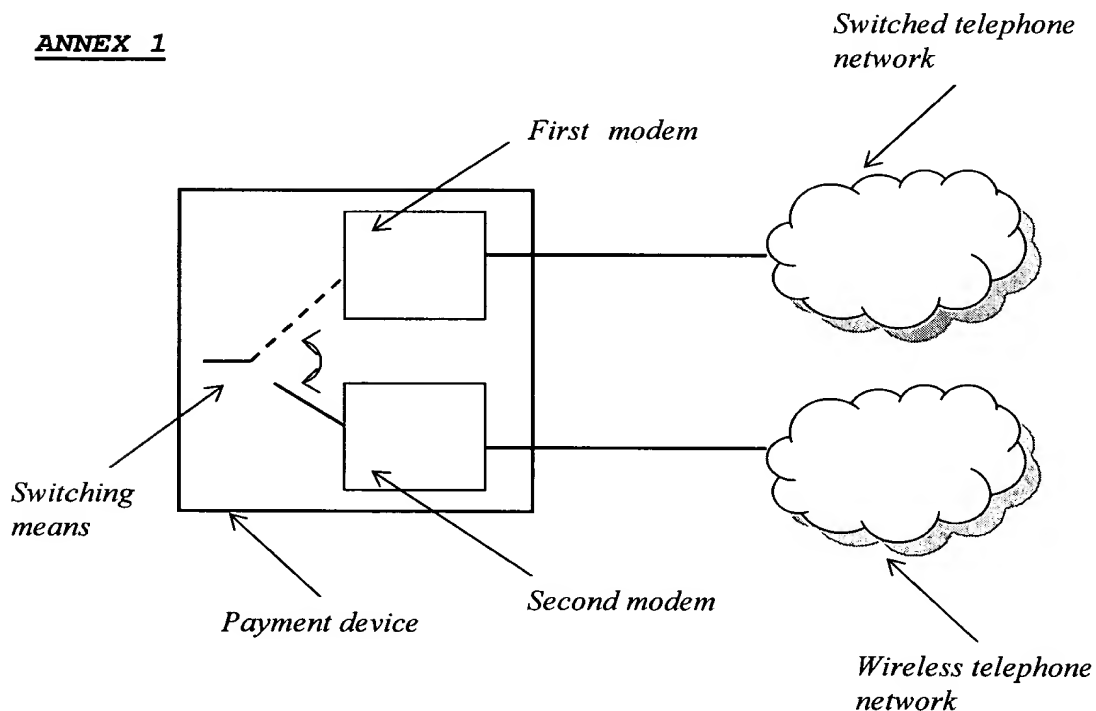 ANNEX 1
Switched telephone
network
First modem
Switching
means
Second modem
Payment device
Wireless telephone
network